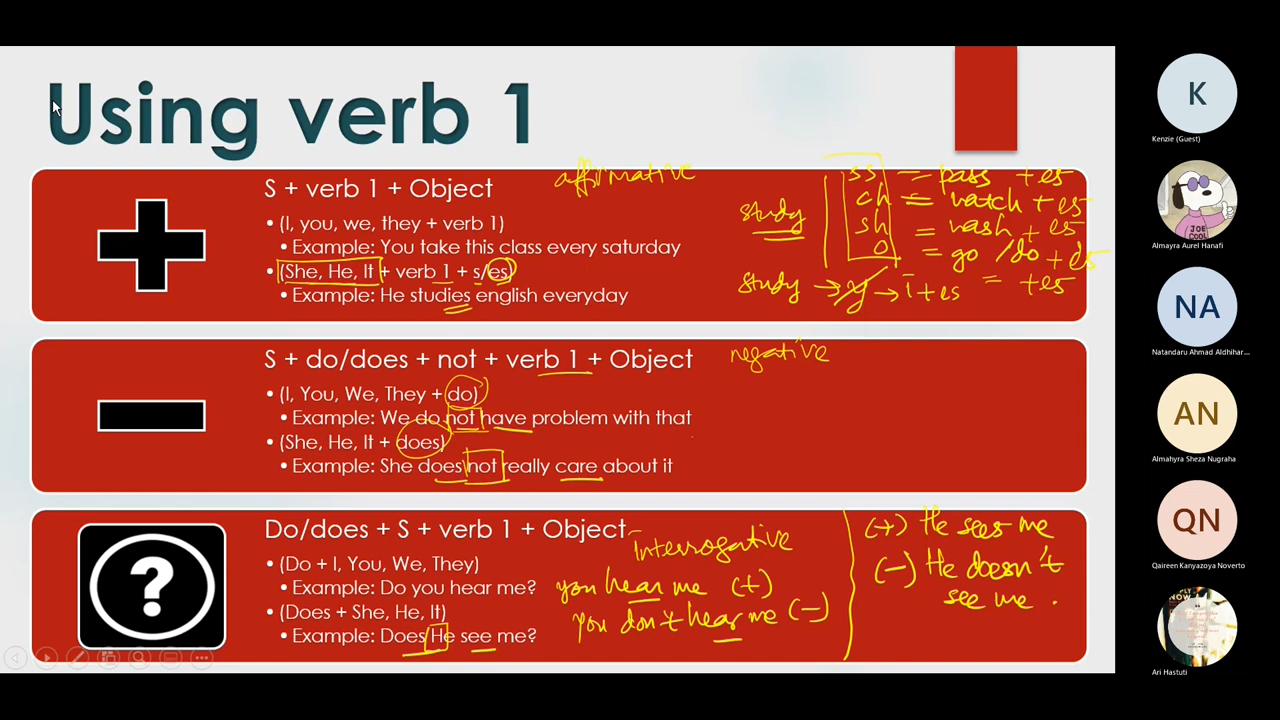 Using verb 1
S + verb 1 + Object
affirmative
• (I, you, we, they + verb 1)
• Example: You take this class every saturday
• (She, He, It + verb 1 + s/es)
• Example: He studies english everyday
study
ss = pass + es
ch = watch + es
sh = wash + es
o = go / do + es
study → y → i + es = + es
S + do/does + not + verb 1 + Object
negative
• (I, You, We, They + do)
• Example: We do not have problem with that
• (She, He, It + does)
• Example: She does not really care about it
Do/does + S + verb 1 + Object
Interrogative
• (Do + I, You, We, They)
• Example: Do you hear me?
• (Does + She, He, It)
• Example: Does He see me?
you hear me (+)
you don't hear me (-)
(+) He sees me
(-) He doesn't
see me .
K
Kenzie (Guest)
JOE
COOL
Almayra Aurel Hanafi
NA
Natandaru Ahmad Aldhihar...
AN
Almahyra Sheza Nugraha
QN
Qaireen Kanyazoya Noverto
Ari Hastuti